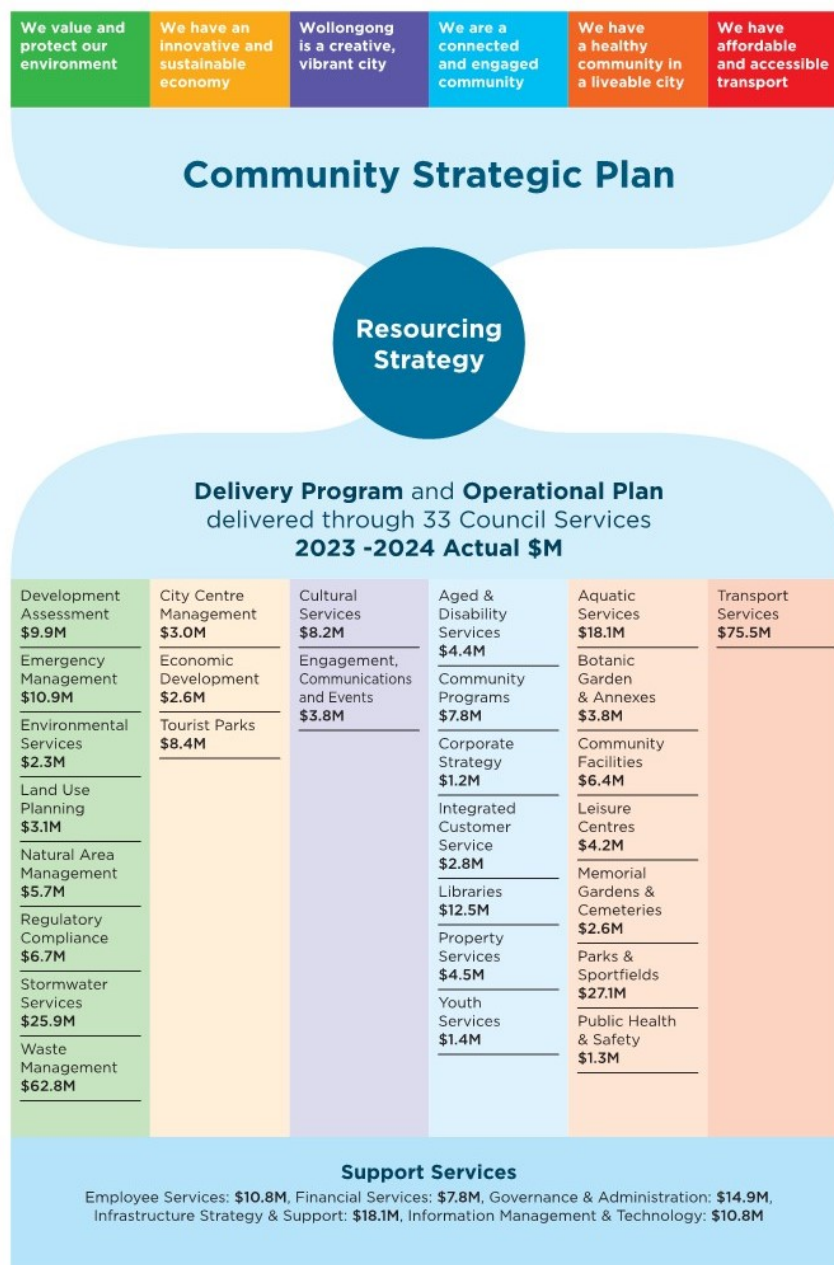 We value and
protect our
environment
We have an
innovative and
sustainable
economy
Wollongong
is a creative,
vibrant city
We are a
connected
and engaged
community
We have
a healthy
community in
a liveable city
We have
affordable
and accessible
transport
Community Strategic Plan
Resourcing
Strategy
Delivery Program and Operational Plan
delivered through 33 Council Services
2023 -2024 Actual $M
Development
Assessment
$9.9M
Emergency
Management
$10.9M
Environmental
Services
$2.3M
Land Use
Planning
$3.1M
Natural Area
Management
$5.7M
Regulatory
Compliance
$6.7M
Stormwater
Services
$25.9M
Waste
Management
$62.8M
City Centre
Management
$3.0M
Economic
Development
$2.6M
Tourist Parks
$8.4M
Cultural
Services
$8.2M
Engagement,
Communications
and Events
$3.8M
Aged &
Disability
Services
$4.4M
Community
Programs
$7.8M
Corporate
Strategy
$1.2M
Integrated
Customer
Service
$2.8M
Libraries
$12.5M
Property
Services
$4.5M
Youth
Services
$1.4M
Aquatic
Services
$18.1M
Botanic
Garden
& Annexes
$3.8M
Community
Facilities
$6.4M
Leisure
Centres
$4.2M
Memorial
Gardens &
Cemeteries
$2.6M
Parks &
Sportfields
$27.1M
Public Health
& Safety
$1.3M
Transport
Services
$75.5M
Support Services
Employee Services: $10.8M, Financial Services: $7.8M, Governance & Administration: $14.9M,
Infrastructure Strategy & Support: $18.1M, Information Management & Technology: $10.8M